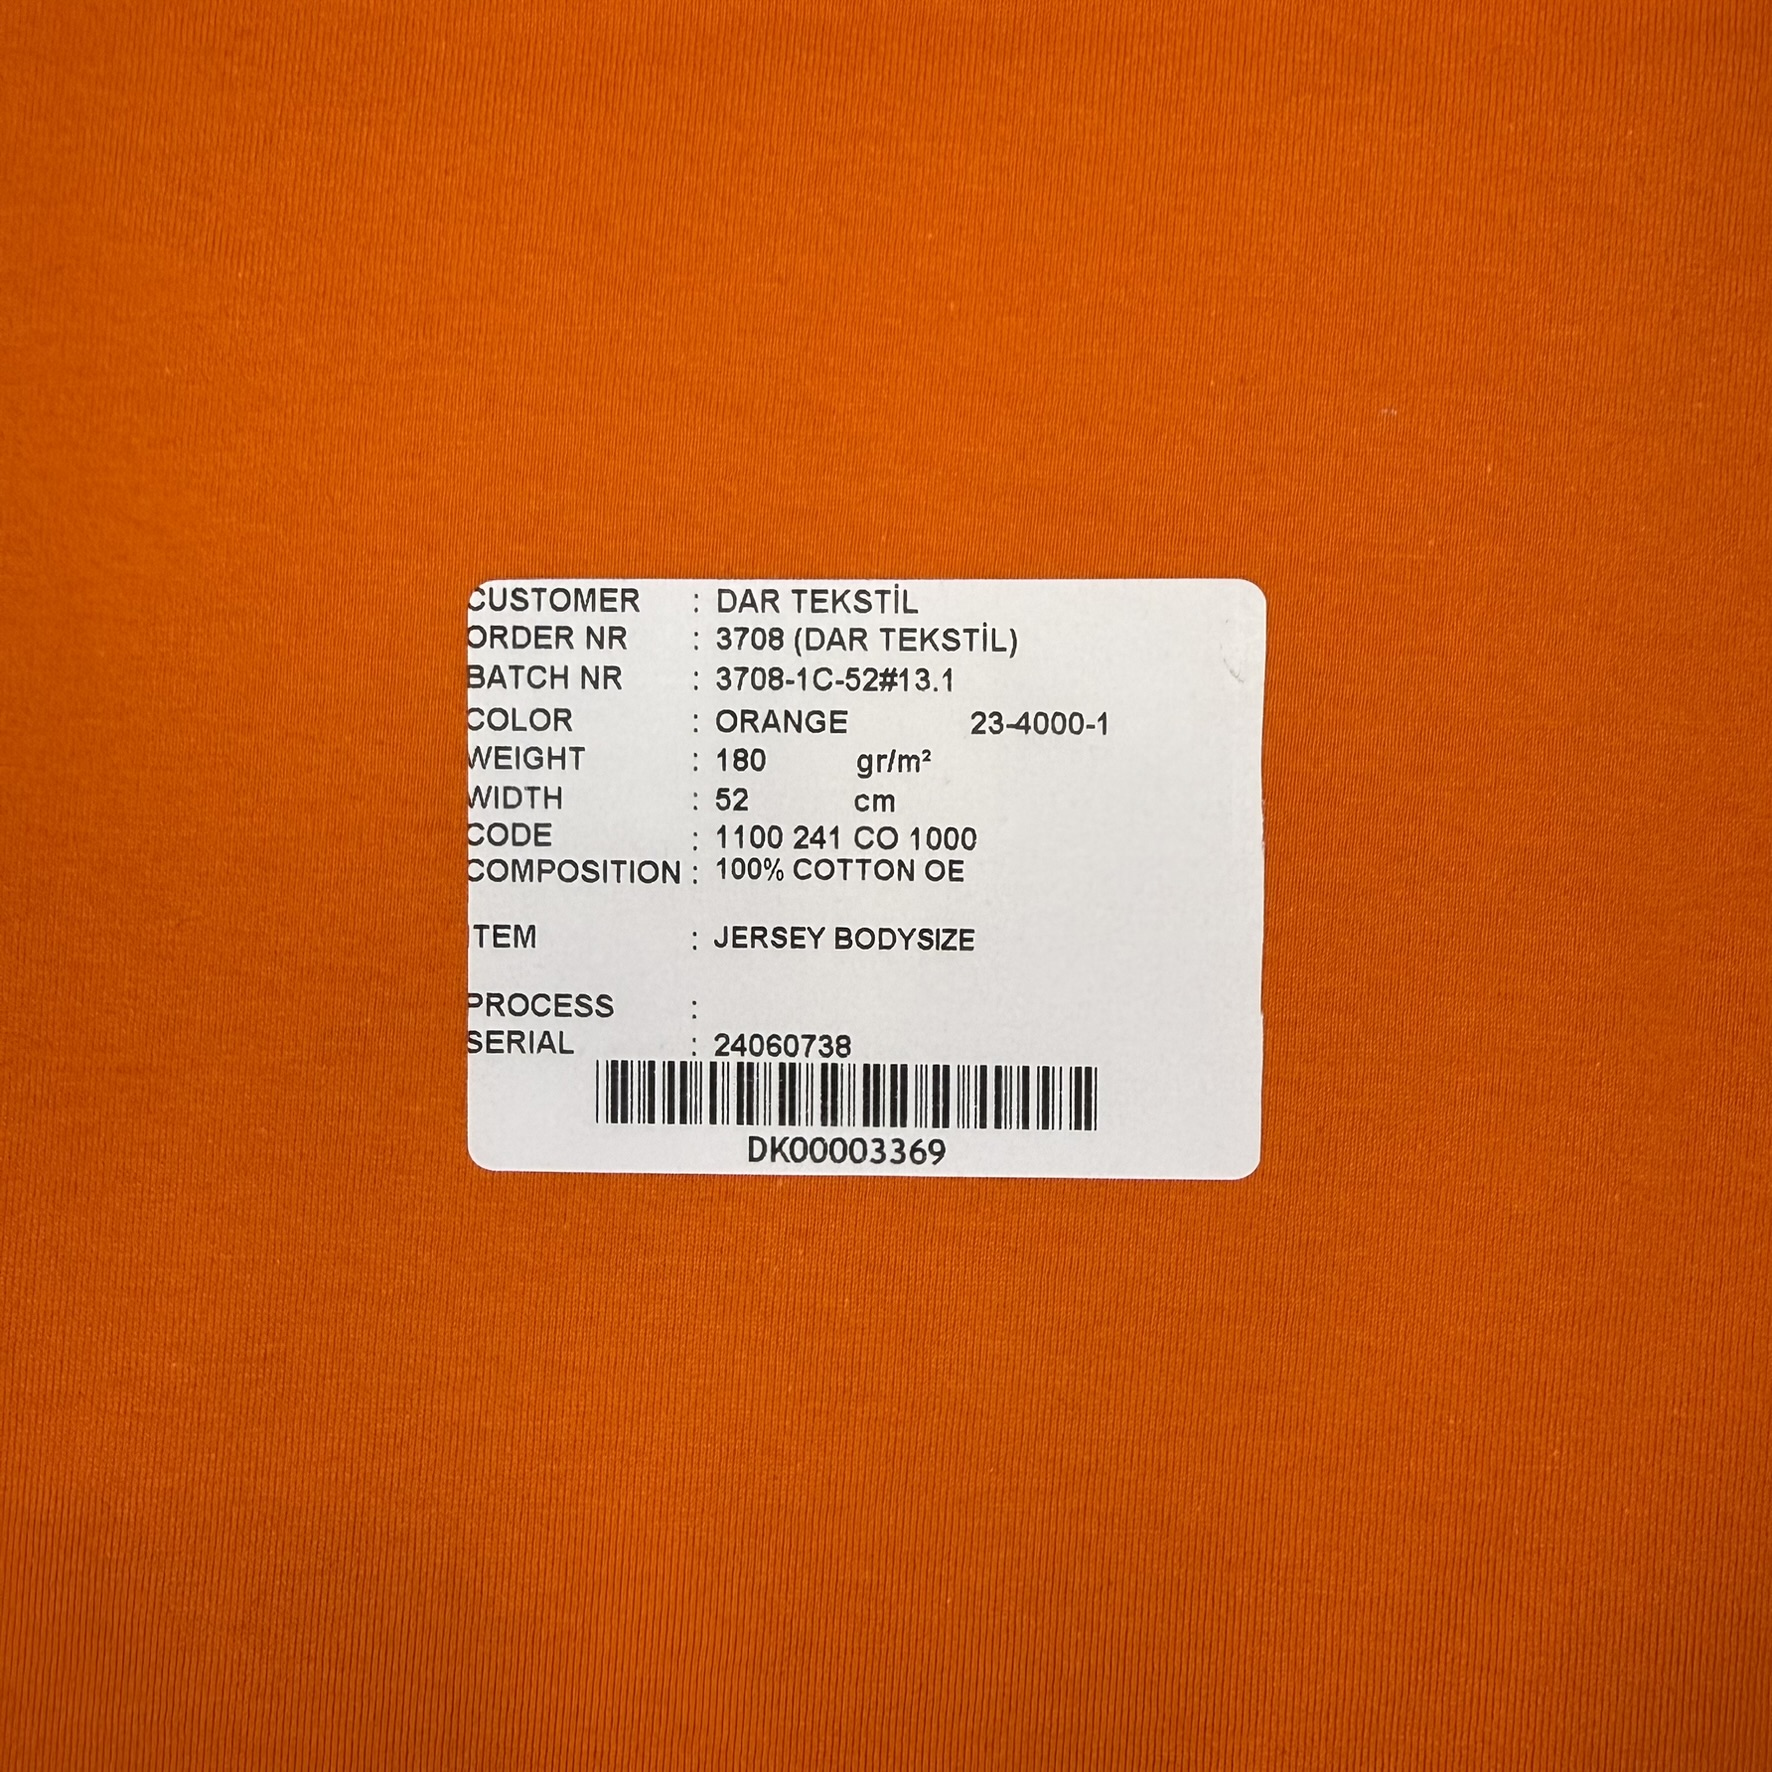 CUSTOMER : DAR TEKSTİL
ORDER NR : 3708 (DAR TEKSTİL)
BATCH NR : 3708-1C-52#13.1
COLOR : ORANGE 23-4000-1
WEIGHT : 180 gr/m²
WIDTH : 52 cm
CODE : 1100 241 CO 1000
COMPOSITION : 100% COTTON OE
ITEM : JERSEY BODYSIZE
PROCESS :
SERIAL : 24060738
DK00003369